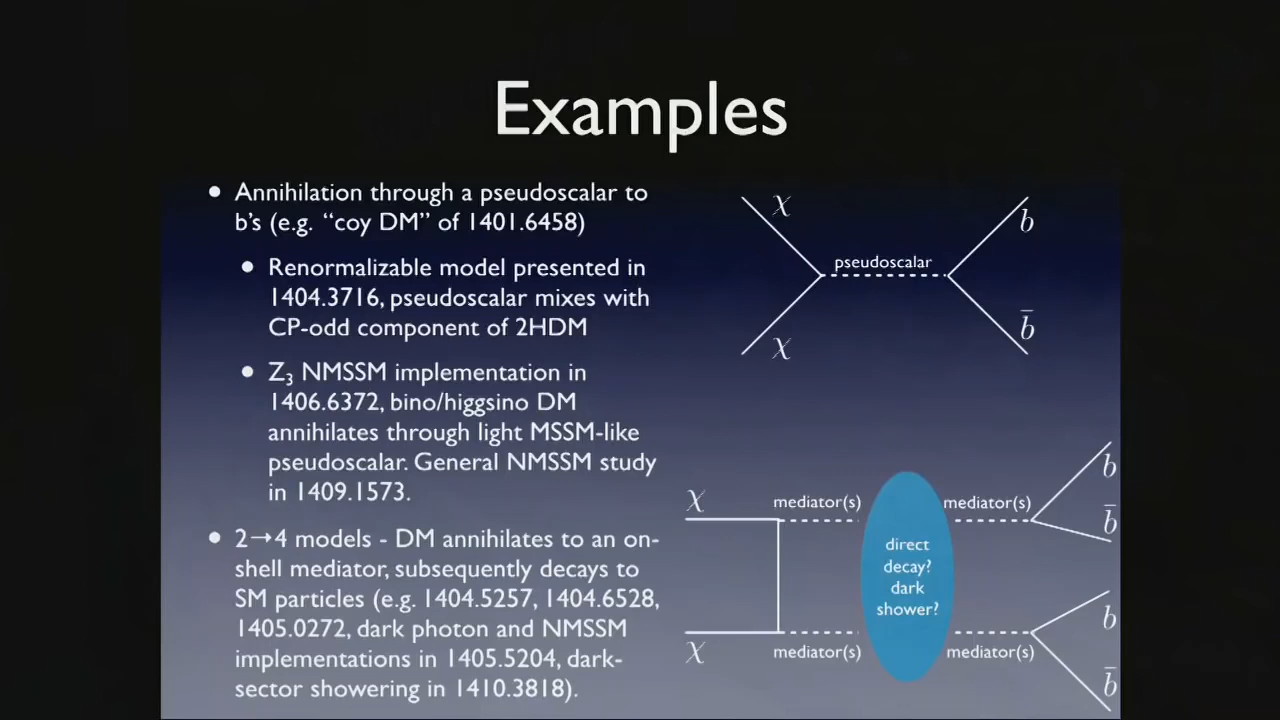 Examples
• Annihilation through a pseudoscalar to
b's (e.g. “coy DM” of 1401.6458)
• Renormalizable model presented in
1404.3716, pseudoscalar mixes with
CP-odd component of 2HDM
• Z₃ NMSSM implementation in
1406.6372, bino/higgsino DM
annihilates through light MSSM-like
pseudoscalar. General NMSSM study
in 1409.1573.
• 2→4 models - DM annihilates to an on-
shell mediator, subsequently decays to
SM particles (e.g. 1404.5257, 1404.6528,
1405.0272, dark photon and NMSSM
implementations in 1405.5204, dark-
sector showering in 1410.3818).
χ
b
pseudoscalar
χ
b̄
χ
mediator(s)
mediator(s)
b
b̄
direct
decay?
dark
shower?
χ
mediator(s)
mediator(s)
b
b̄